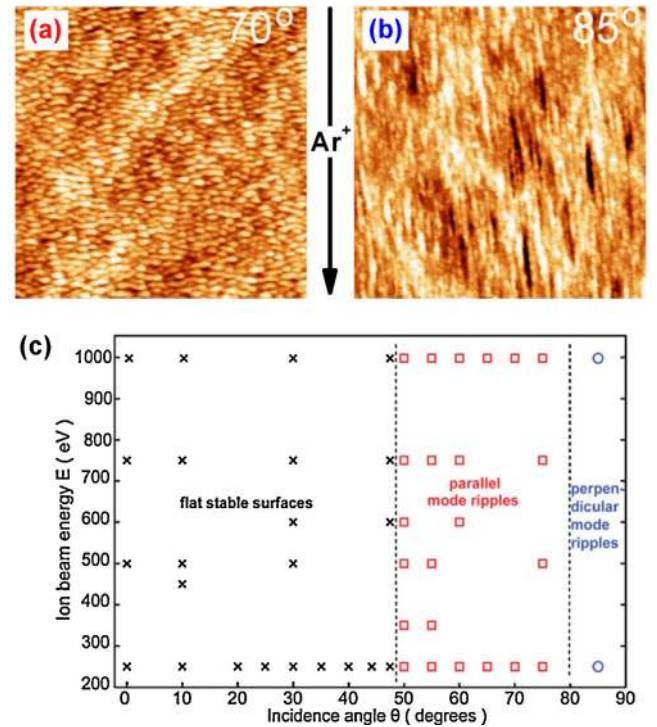 (a)
70°
Ar+
(b)
85°
(c)
Ion beam energy E ( eV )
1000
800
700
600
500
400
300
200
flat stable surfaces
parallel
mode ripples
perpen-
dicular
mode
ripples
0
10
20
30
40
50
60
70
80
90
Incidence angle θ ( degrees )